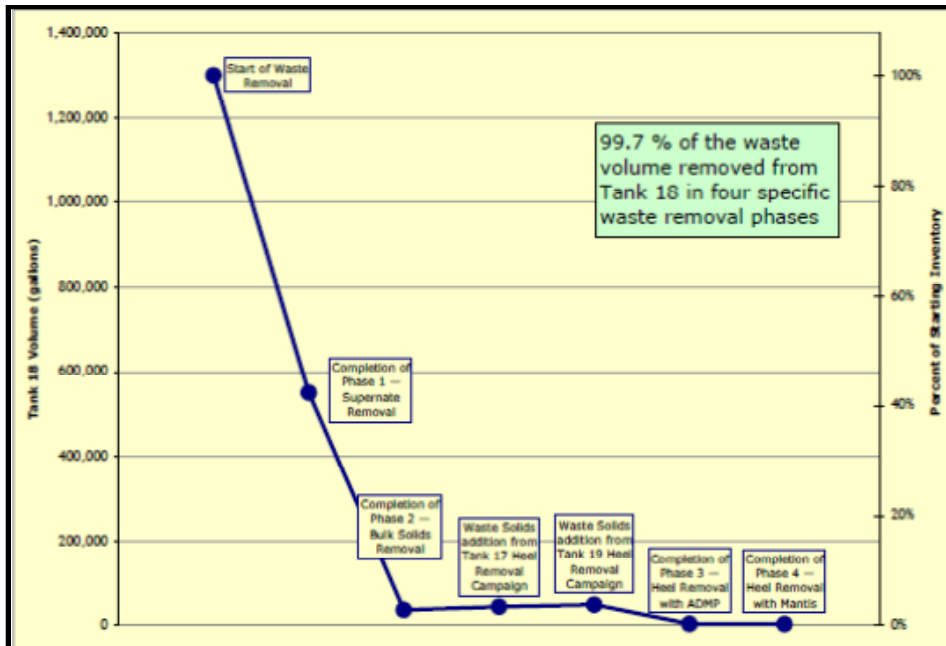 1,400,000
1,200,000
1,000,000
800,000
600,000
400,000
200,000
0
Tank 18 Volume (gallons)
Start of Waste
Removal
Completion of
Phase 1 —
Supernate
Removal
Completion of
Phase 2 —
Bulk Solids
Removal
Waste Solids
addition from
Tank 17 Heel
Removal
Campaign
Waste Solids
addition from
Tank 19 Heel
Removal
Campaign
Completion of
Phase 3 —
Heel Removal
with ADMP
Completion of
Phase 4 — 
Heel Removal
with Mantis
99.7 % of the waste
volume removed from
Tank 18 in four specific
waste removal phases
100%
80%
60%
40%
20%
0%
Percent of Starting Inventory